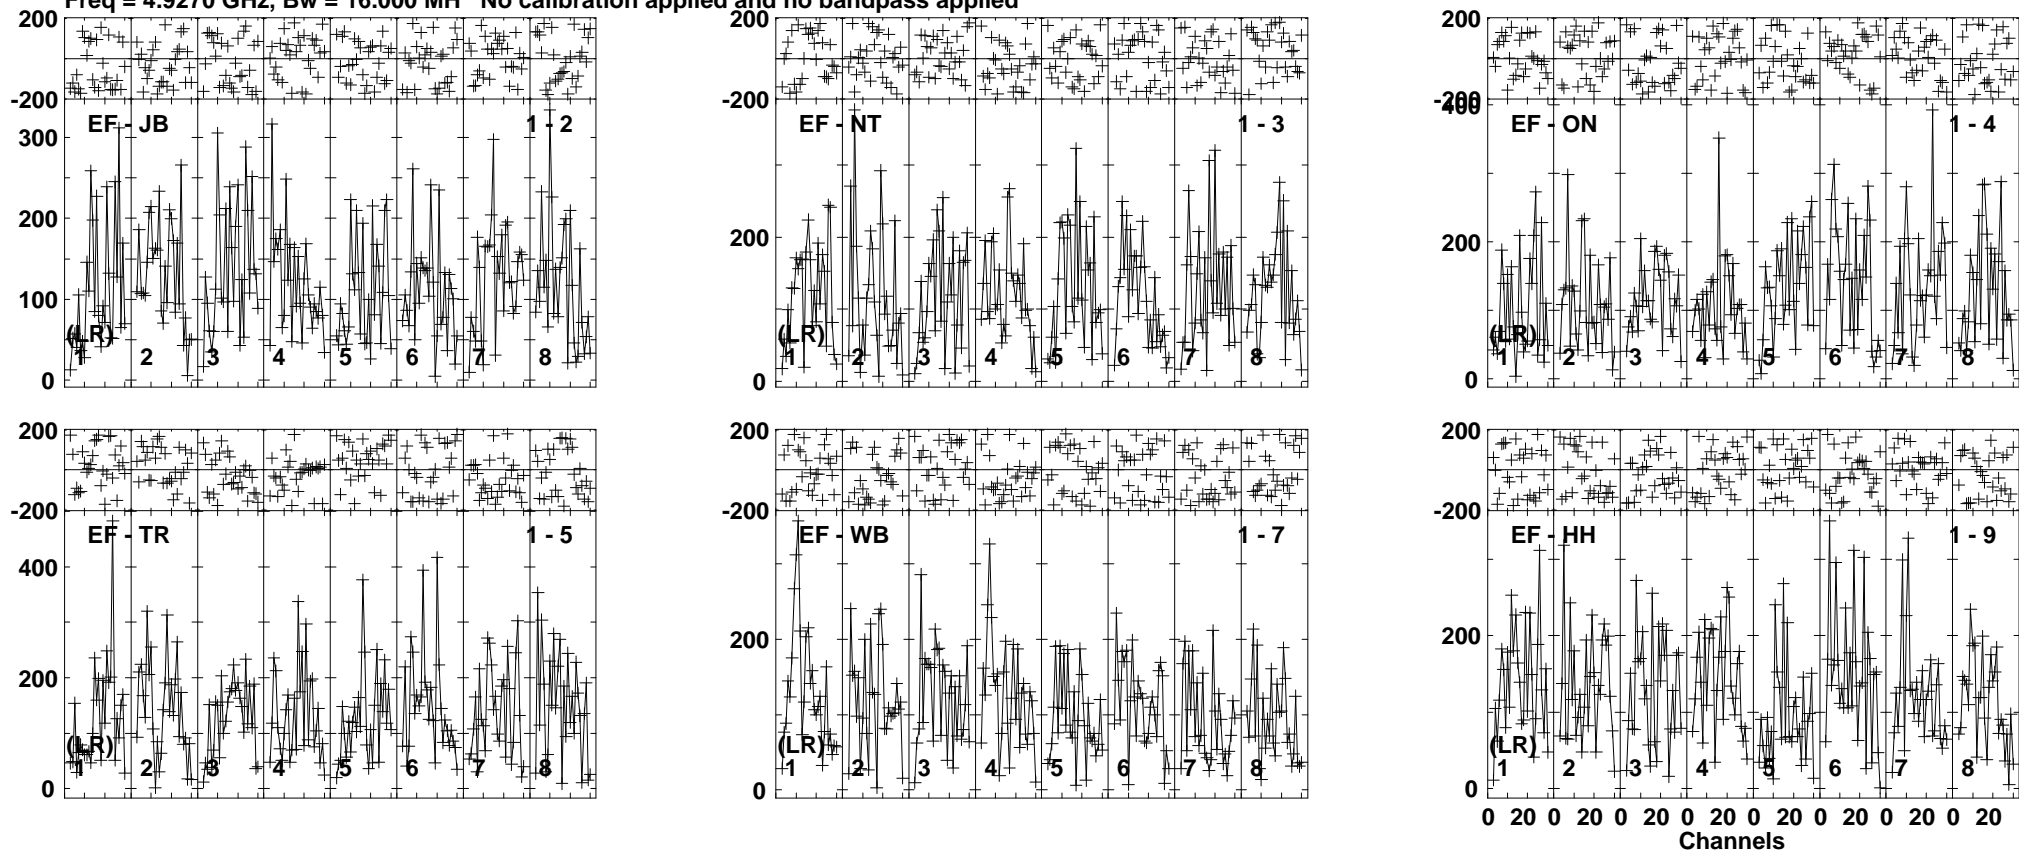 Freq = 4.9270 GHz, Bw = 16.000 MH No calibration applied and no bandpass applied
200
-200
EF - JB 1 - 2
300
200
100
0
(LR)
1 2 3 4 5 6 7 8
200
-200
EF - NT 1 - 3
200
0
(LR)
1 2 3 4 5 6 7 8
200
-200
400
EF - ON 1 - 4
200
0
(LR)
1 2 3 4 5 6 7 8
200
-200
EF - TR 1 - 5
400
200
0
(LR)
1 2 3 4 5 6 7 8
200
-200
EF - WB 1 - 7
200
0
(LR)
1 2 3 4 5 6 7 8
200
-200
EF - HH 1 - 9
200
0
(LR)
1 2 3 4 5 6 7 8
0 20 0 20 0 20 0 20 0 20 0 20 0 20 0 20
Channels